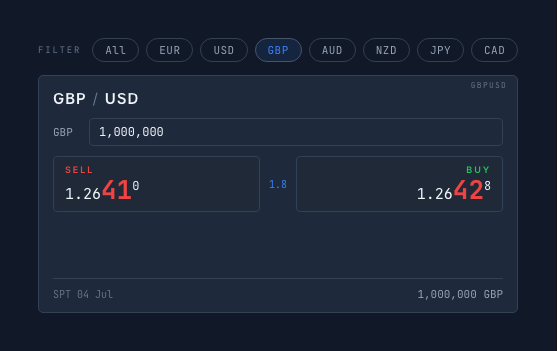 FILTER All EUR USD GBP AUD NZD JPY CAD
GBPUSD
GBP / USD
GBP 1,000,000
SELL BUY
1.26410 1.8 1.26428
SPT 04 Jul 1,000,000 GBP